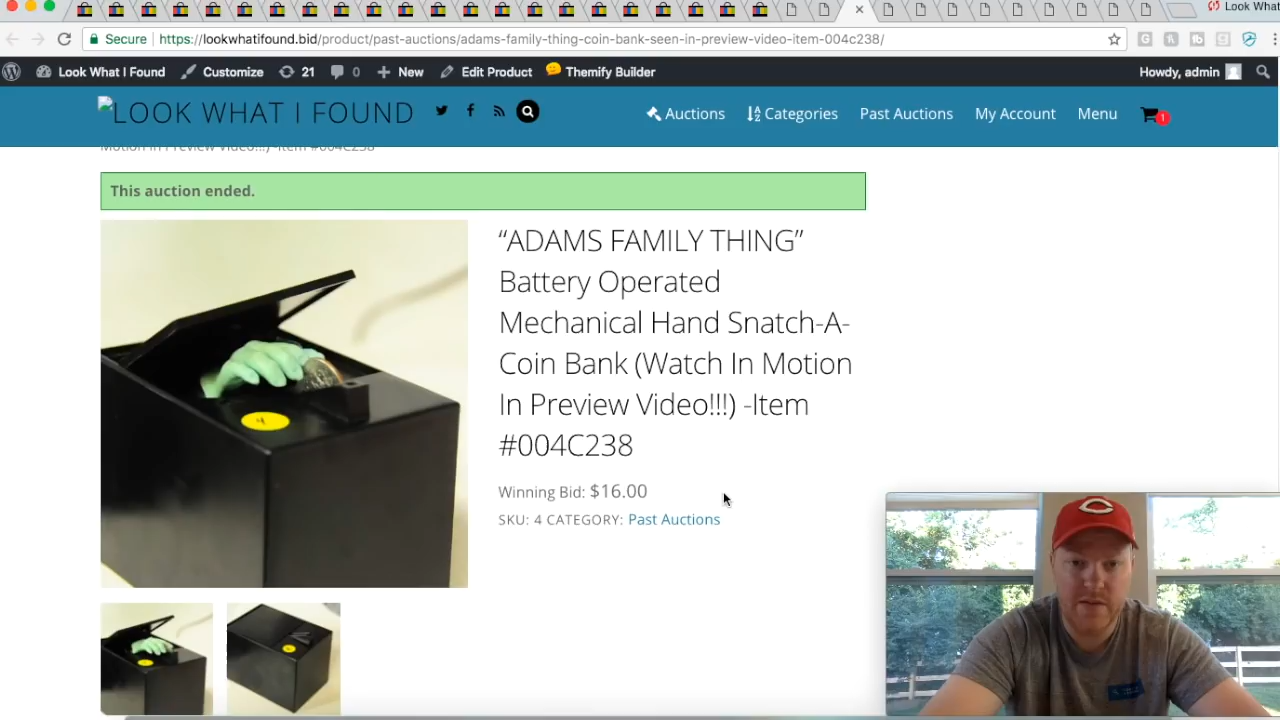 Look What
Secure https://lookwhatifound.bid/product/past-auctions/adams-family-thing-coin-bank-seen-in-preview-video-item-004c238/
Look What I Found Customize 21 0 New Edit Product Themify Builder Howdy, admin
LOOK WHAT I FOUND Auctions Categories Past Auctions My Account Menu 1
Motion In Preview Video!!!) -Item #004C238
This auction ended.
“ADAMS FAMILY THING”
Battery Operated
Mechanical Hand Snatch-A-
Coin Bank (Watch In Motion
In Preview Video!!!) -Item
#004C238
Winning Bid: $16.00
SKU: 4 CATEGORY: Past Auctions